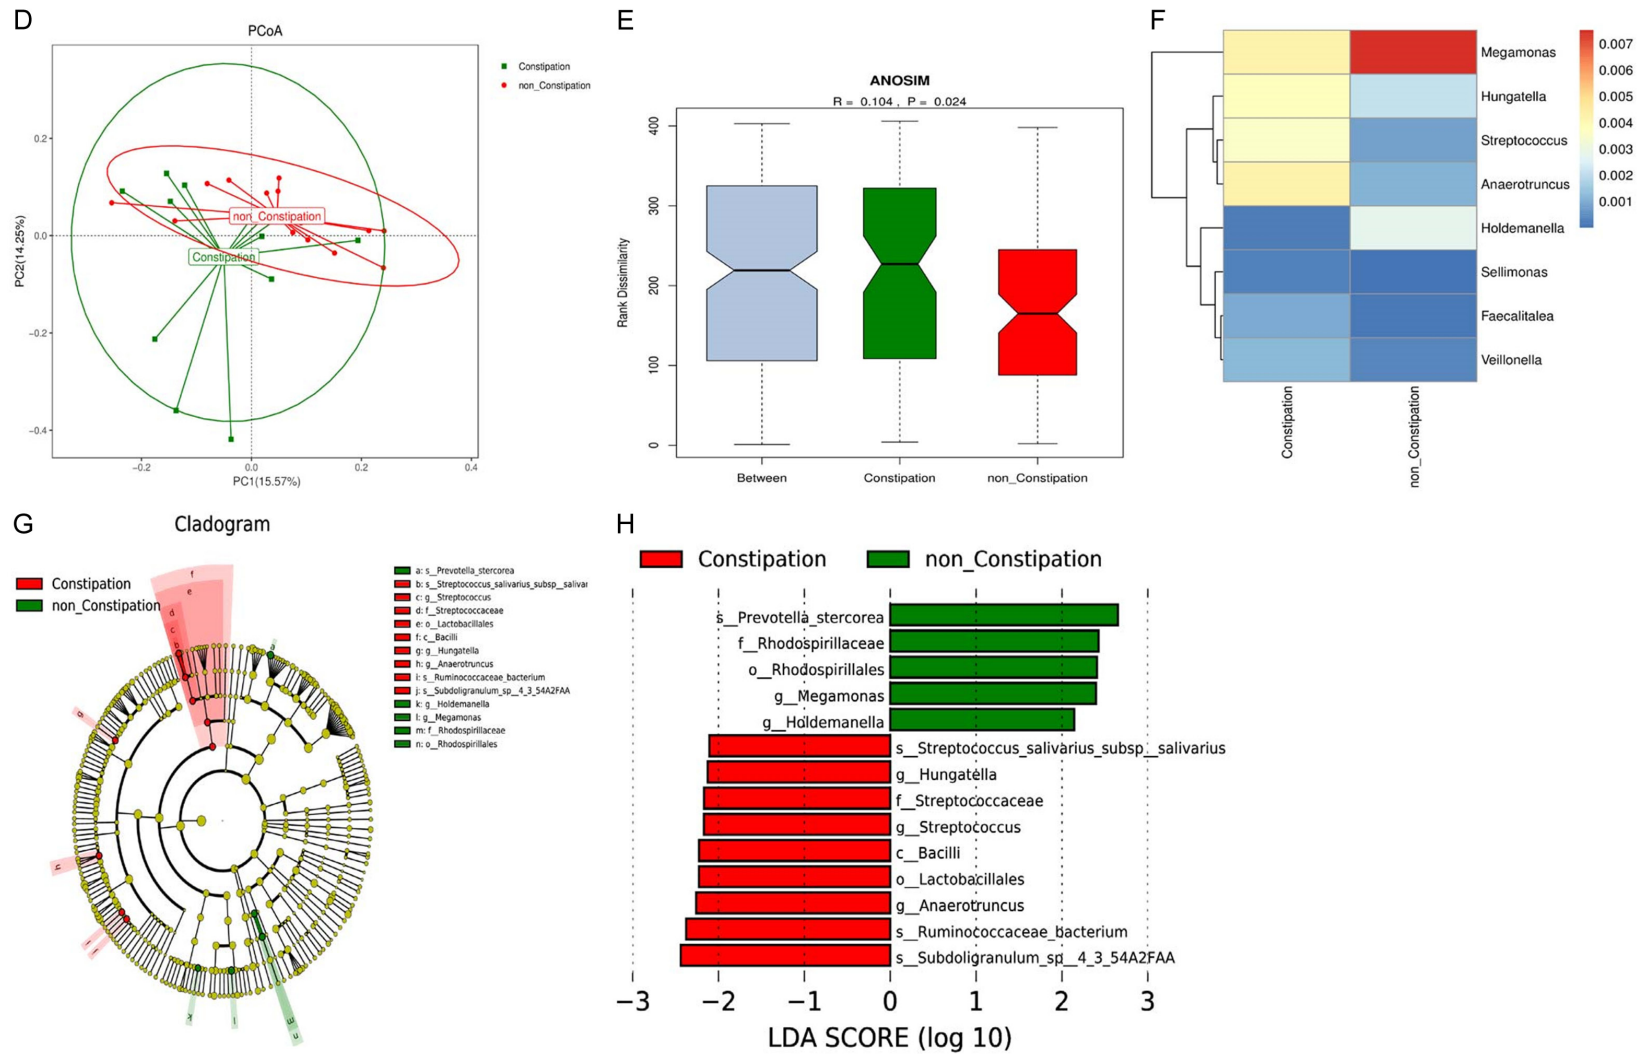 D
PCoA
Constipation
non_Constipation
PC2(14.25%)
0.2
0.0
−0.2
−0.4
non_Constipation
Constipation
−0.2
0.0
0.2
0.4
PC1(15.57%)
E
ANOSIM
R = 0.104 , P = 0.024
Rank Dissimilarity
400
300
200
100
0
Between
Constipation
non_Constipation
F
Megamonas
Hungatella
Streptococcus
Anaerotruncus
Holdemanella
Sellimonas
Faecalitalea
Veillonella
0.007
0.006
0.005
0.004
0.003
0.002
0.001
Constipation
non_Constipation
G
Cladogram
Constipation
non_Constipation
f
e
d
c
b
a
g
h
i
j
k
l
m
n
a: s__Prevotella_stercorea
b: s__Streptococcus_salivarius_subsp__salivar
c: g__Streptococcus
d: f__Streptococcaceae
e: o__Lactobacillales
f: c__Bacilli
g: g__Hungatella
h: g__Anaerotruncus
i: s__Ruminococcaceae_bacterium
j: s__Subdoligranulum_sp__4_3_54A2FAA
k: g__Holdemanella
l: g__Megamonas
m: f__Rhodospirillaceae
n: o__Rhodospirillales
H
Constipation
non_Constipation
s__Prevotella_stercorea
f__Rhodospirillaceae
o__Rhodospirillales
g__Megamonas
g__Holdemanella
s__Streptococcus_salivarius_subsp__salivarius
g__Hungatella
f__Streptococcaceae
g__Streptococcus
c__Bacilli
o__Lactobacillales
g__Anaerotruncus
s__Ruminococcaceae_bacterium
s__Subdoligranulum_sp__4_3_54A2FAA
−3
−2
−1
0
1
2
3
LDA SCORE (log 10)